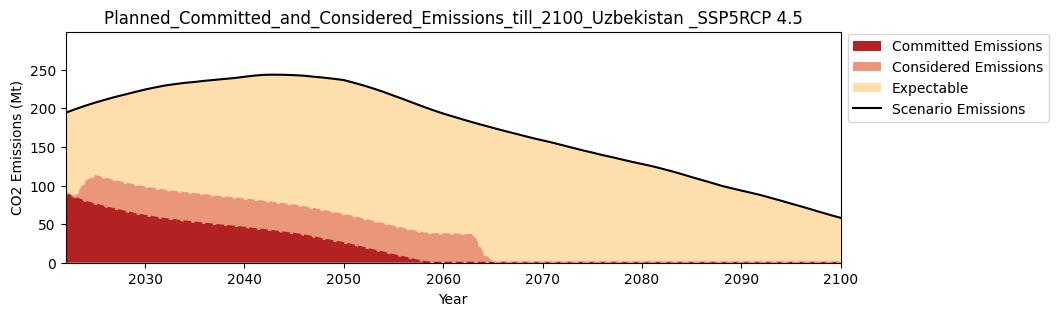 Planned_Committed_and_Considered_Emissions_till_2100_Uzbekistan _SSP5RCP 4.5
CO2 Emissions (Mt)
250
200
150
100
50
0
2030 2040 2050 2060 2070 2080 2090 2100
Year
Committed Emissions
Considered Emissions
Expectable
Scenario Emissions